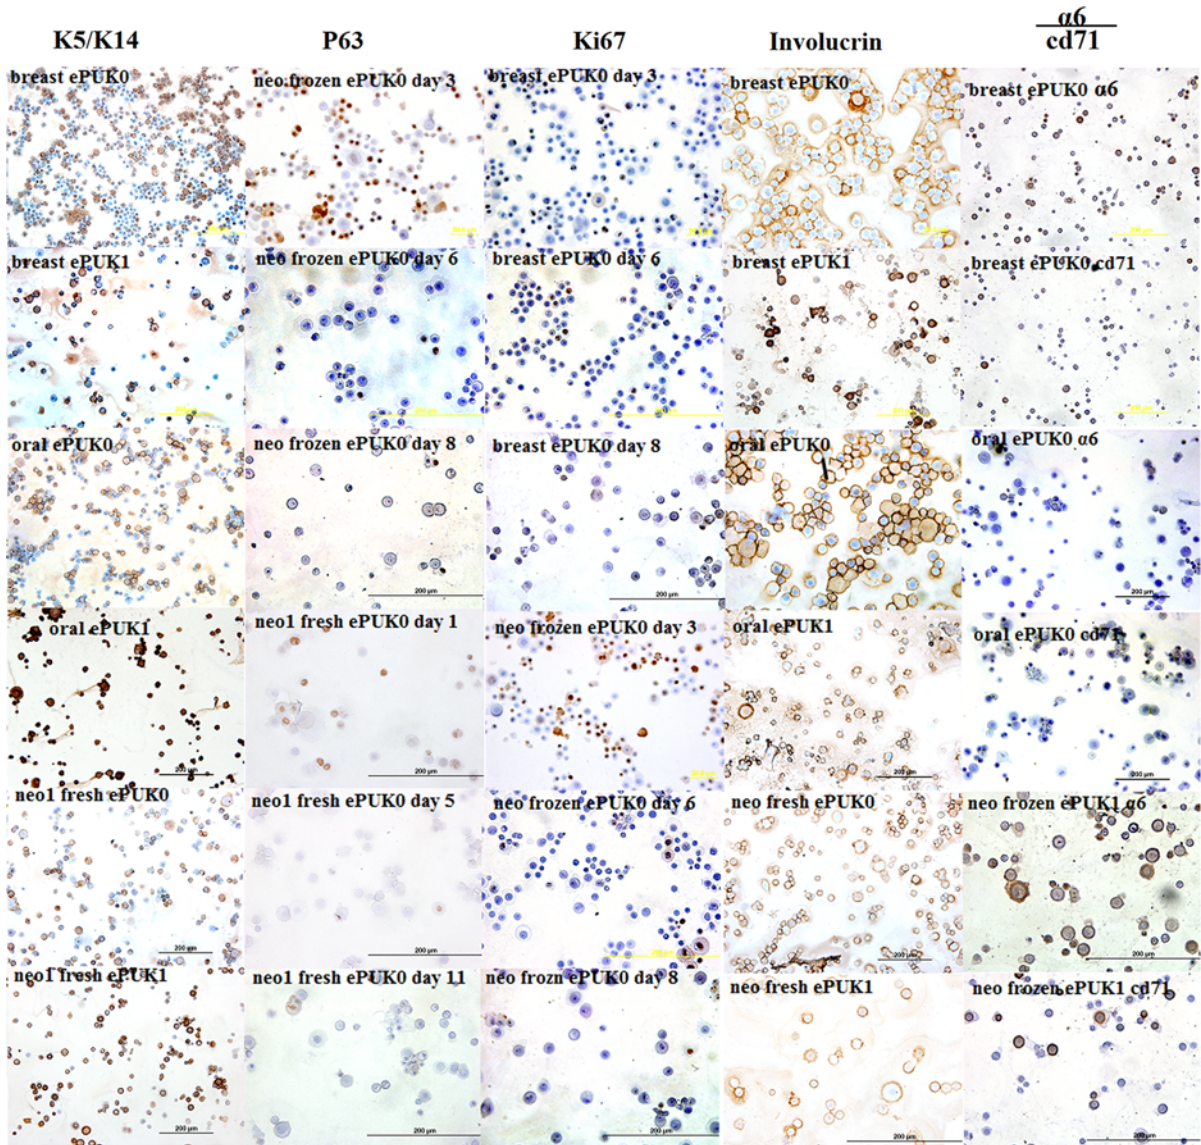 K5/K14 P63 Ki67 Involucrin α6
cd71
breast ePUK0 neo frozen ePUK0 day 3 breast ePUK0 day 3 breast ePUK0 breast ePUK0 α6
breast ePUK1 neo frozen ePUK0 day 6 breast ePUK0 day 6 breast ePUK1 breast ePUK0 cd71
oral ePUK0 neo frozen ePUK0 day 8 breast ePUK0 day 8 oral ePUK0 oral ePUK0 α6
200 μm 200 μm 200 μm
oral ePUK1 neo1 fresh ePUK0 day 1 neo frozen ePUK0 day 3 oral ePUK1 oral ePUK0 cd71
200 μm 200 μm 200 μm 200 μm
neo1 fresh ePUK0 neo1 fresh ePUK0 day 5 neo frozen ePUK0 day 6 neo fresh ePUK0 neo frozen ePUK1 α6
200 μm 200 μm 200 μm 200 μm
neo1 fresh ePUK1 neo1 fresh ePUK0 day 11 neo frozn ePUK0 day 8 neo fresh ePUK1 neo frozen ePUK1 cd71
200 μm 200 μm 200 μm 200 μm 200 μm